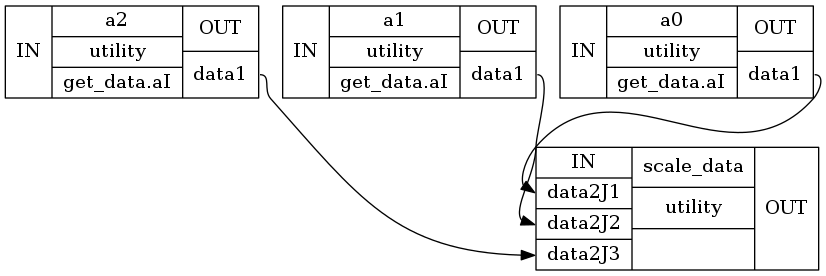 IN
a2
utility
get_data.aI
OUT
data1
IN
a1
utility
get_data.aI
OUT
data1
IN
a0
utility
get_data.aI
OUT
data1
IN
data2J1
data2J2
data2J3
scale_data
utility
OUT